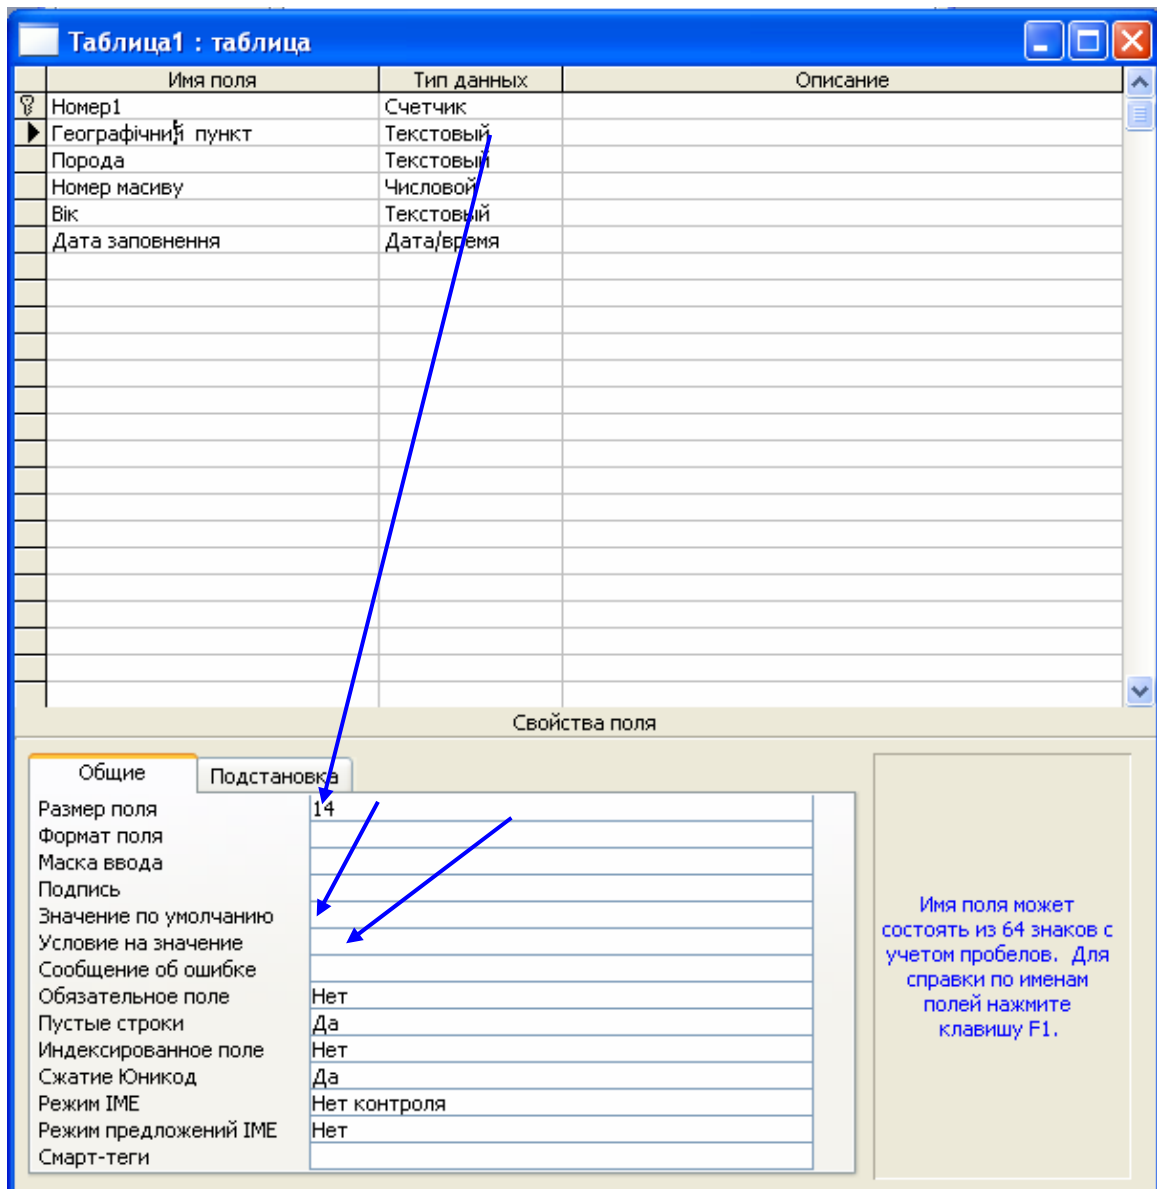 Таблица1 : таблица
Имя поля Тип данных Описание
Номер1 Счетчик
Географічний пункт Текстовый
Порода Текстовый
Номер масиву Числовой
Вік Текстовый
Дата заповнення Дата/время
Свойства поля
Общие Подстановка
Размер поля 14
Формат поля
Маска ввода
Подпись
Значение по умолчанию
Условие на значение
Сообщение об ошибке
Обязательное поле Нет
Пустые строки Да
Индексированное поле Нет
Сжатие Юникод Да
Режим IME Нет контроля
Режим предложений IME Нет
Смарт-теги
Имя поля может
состоять из 64 знаков с
учетом пробелов. Для
справки по именам
полей нажмите
клавишу F1.